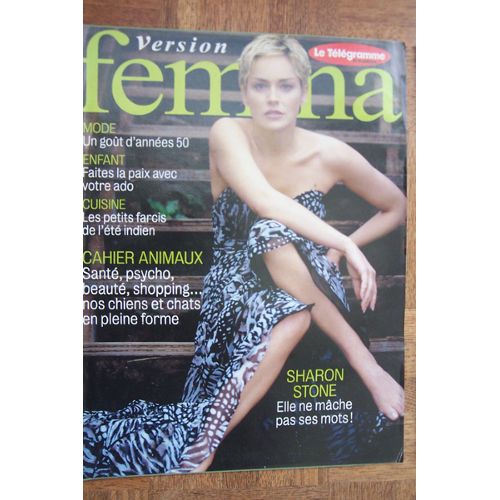 Version
femina
Le Télégramme
MODE
Un goût d'années 50
ENFANT
Faites la paix avec
votre ado
CUISINE
Les petits farcis
de l'été indien
CAHIER ANIMAUX
Santé, psycho,
beauté, shopping...
nos chiens et chats
en pleine forme
SHARON
STONE
Elle ne mâche
pas ses mots !